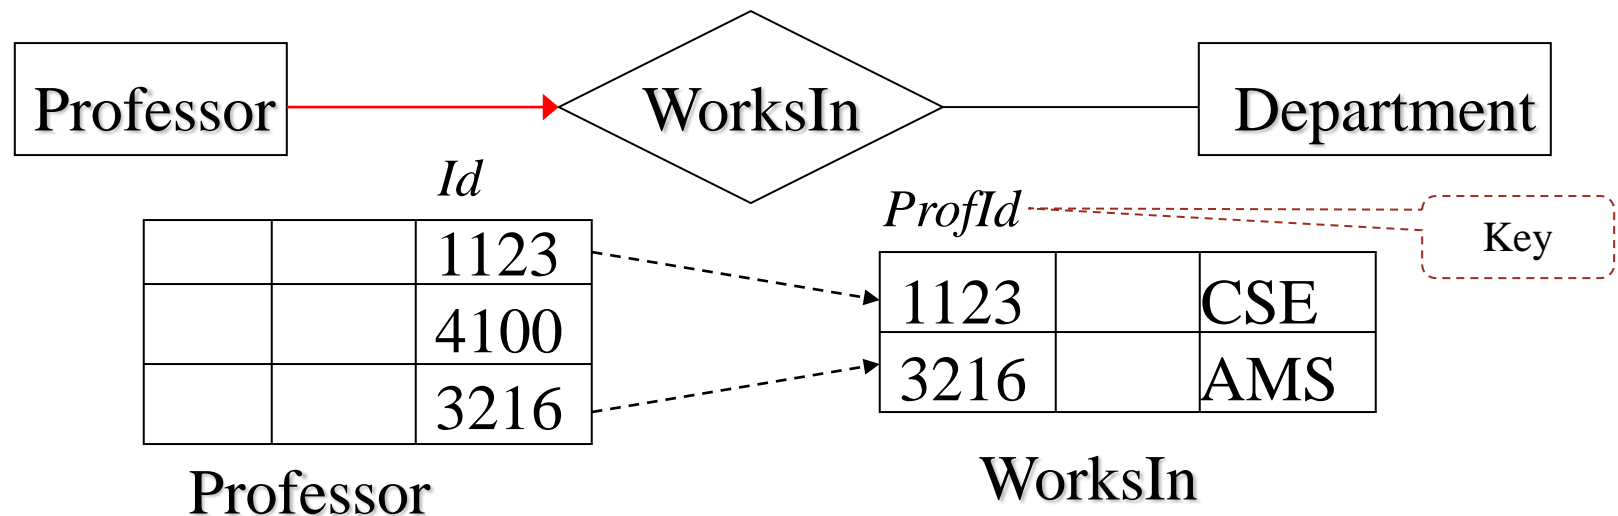 Professor WorksIn Department
Id
ProfId
Key
1123
4100
3216
1123 CSE
3216 AMS
Professor
WorksIn